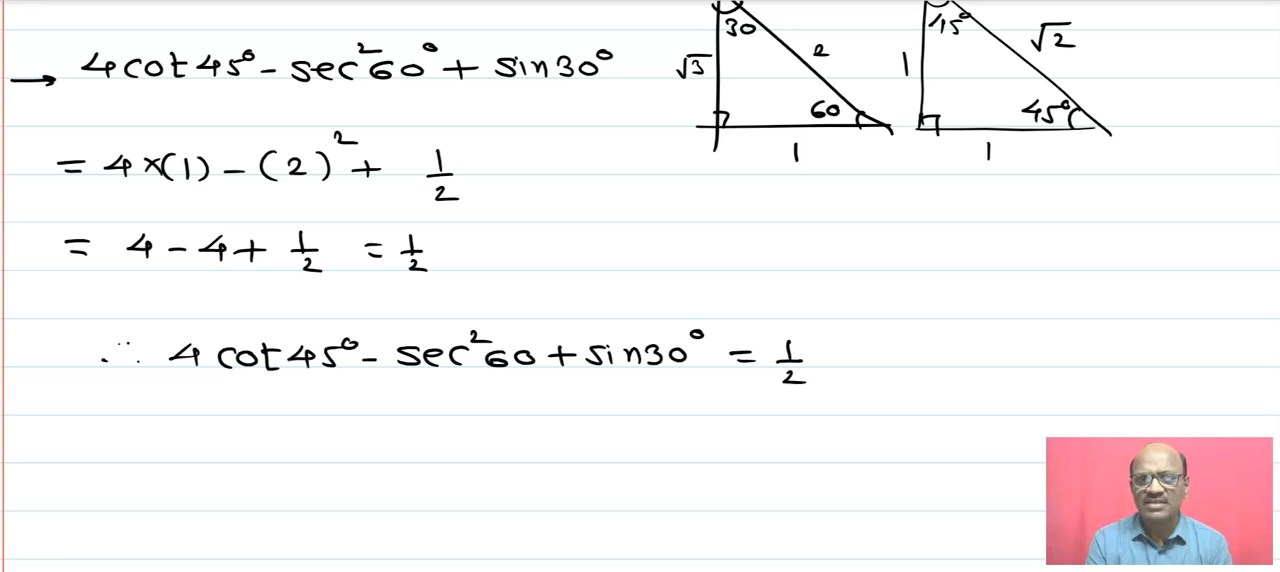 → 4cot45° - sec²60° + sin30°
= 4×(1) - (2)² + 1/2
= 4 - 4 + 1/2 = 1/2
∴ 4cot45° - sec²60 + sin30° = 1/2
30
√3
2
60
1
45°
√2
1
45°
1